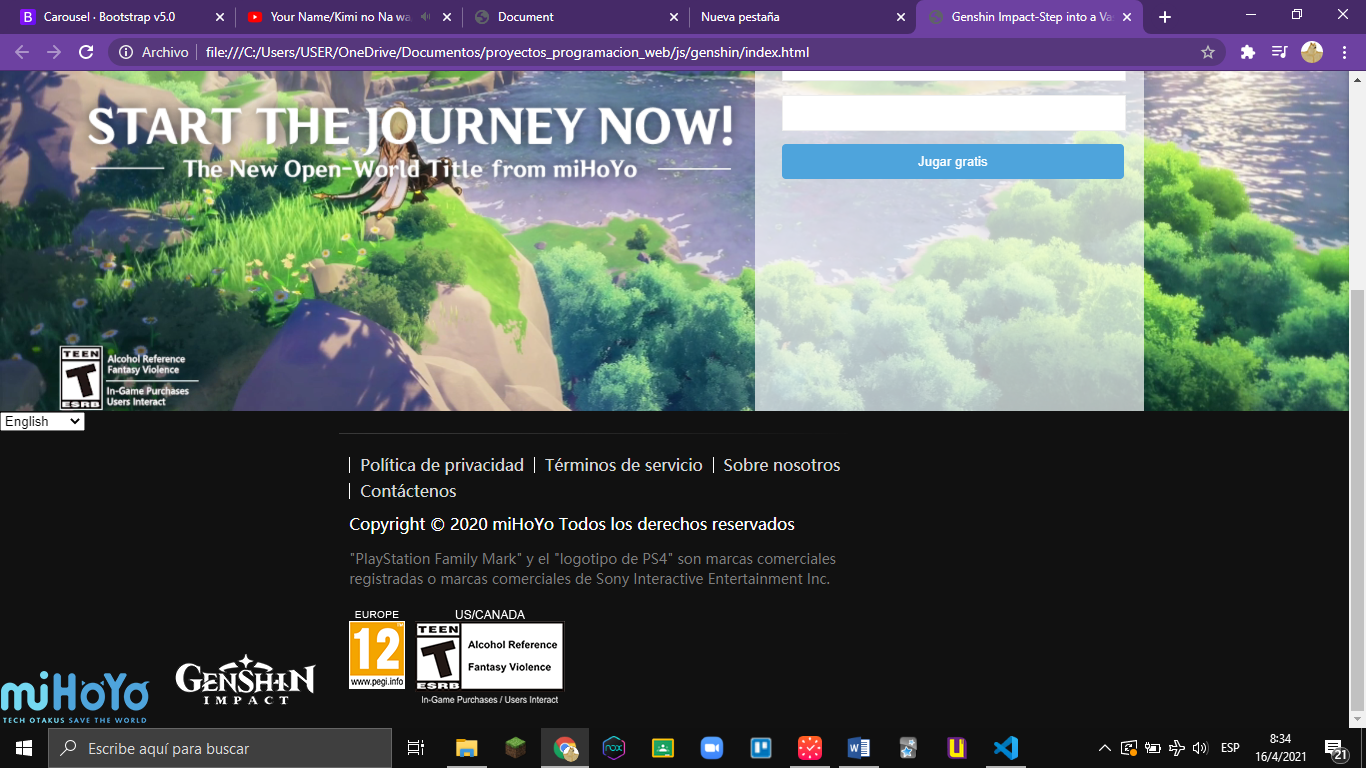 Carousel · Bootstrap v5.0
Your Name/Kimi no Na wa
Document
Nueva pestaña
Genshin Impact-Step into a Va
Archivo
file:///C:/Users/USER/OneDrive/Documentos/proyectos_programacion_web/js/genshin/index.html
START THE JOURNEY NOW!
The New Open-World Title from miHoYo
Jugar gratis
TEEN
T
ESRB
Alcohol Reference
Fantasy Violence
In-Game Purchases
Users Interact
English
Política de privacidad
Términos de servicio
Sobre nosotros
Contáctenos
Copyright © 2020 miHoYo Todos los derechos reservados
"PlayStation Family Mark" y el "logotipo de PS4" son marcas comerciales
registradas o marcas comerciales de Sony Interactive Entertainment Inc.
EUROPE
12
www.pegi.info
US/CANADA
TEEN
T
ESRB
Alcohol Reference
Fantasy Violence
In-Game Purchases / Users Interact
miHoYo
TECH OTAKUS SAVE THE WORLD
GENSHIN
IMPACT
Escribe aquí para buscar
nox
ESP
8:34
16/4/2021
21